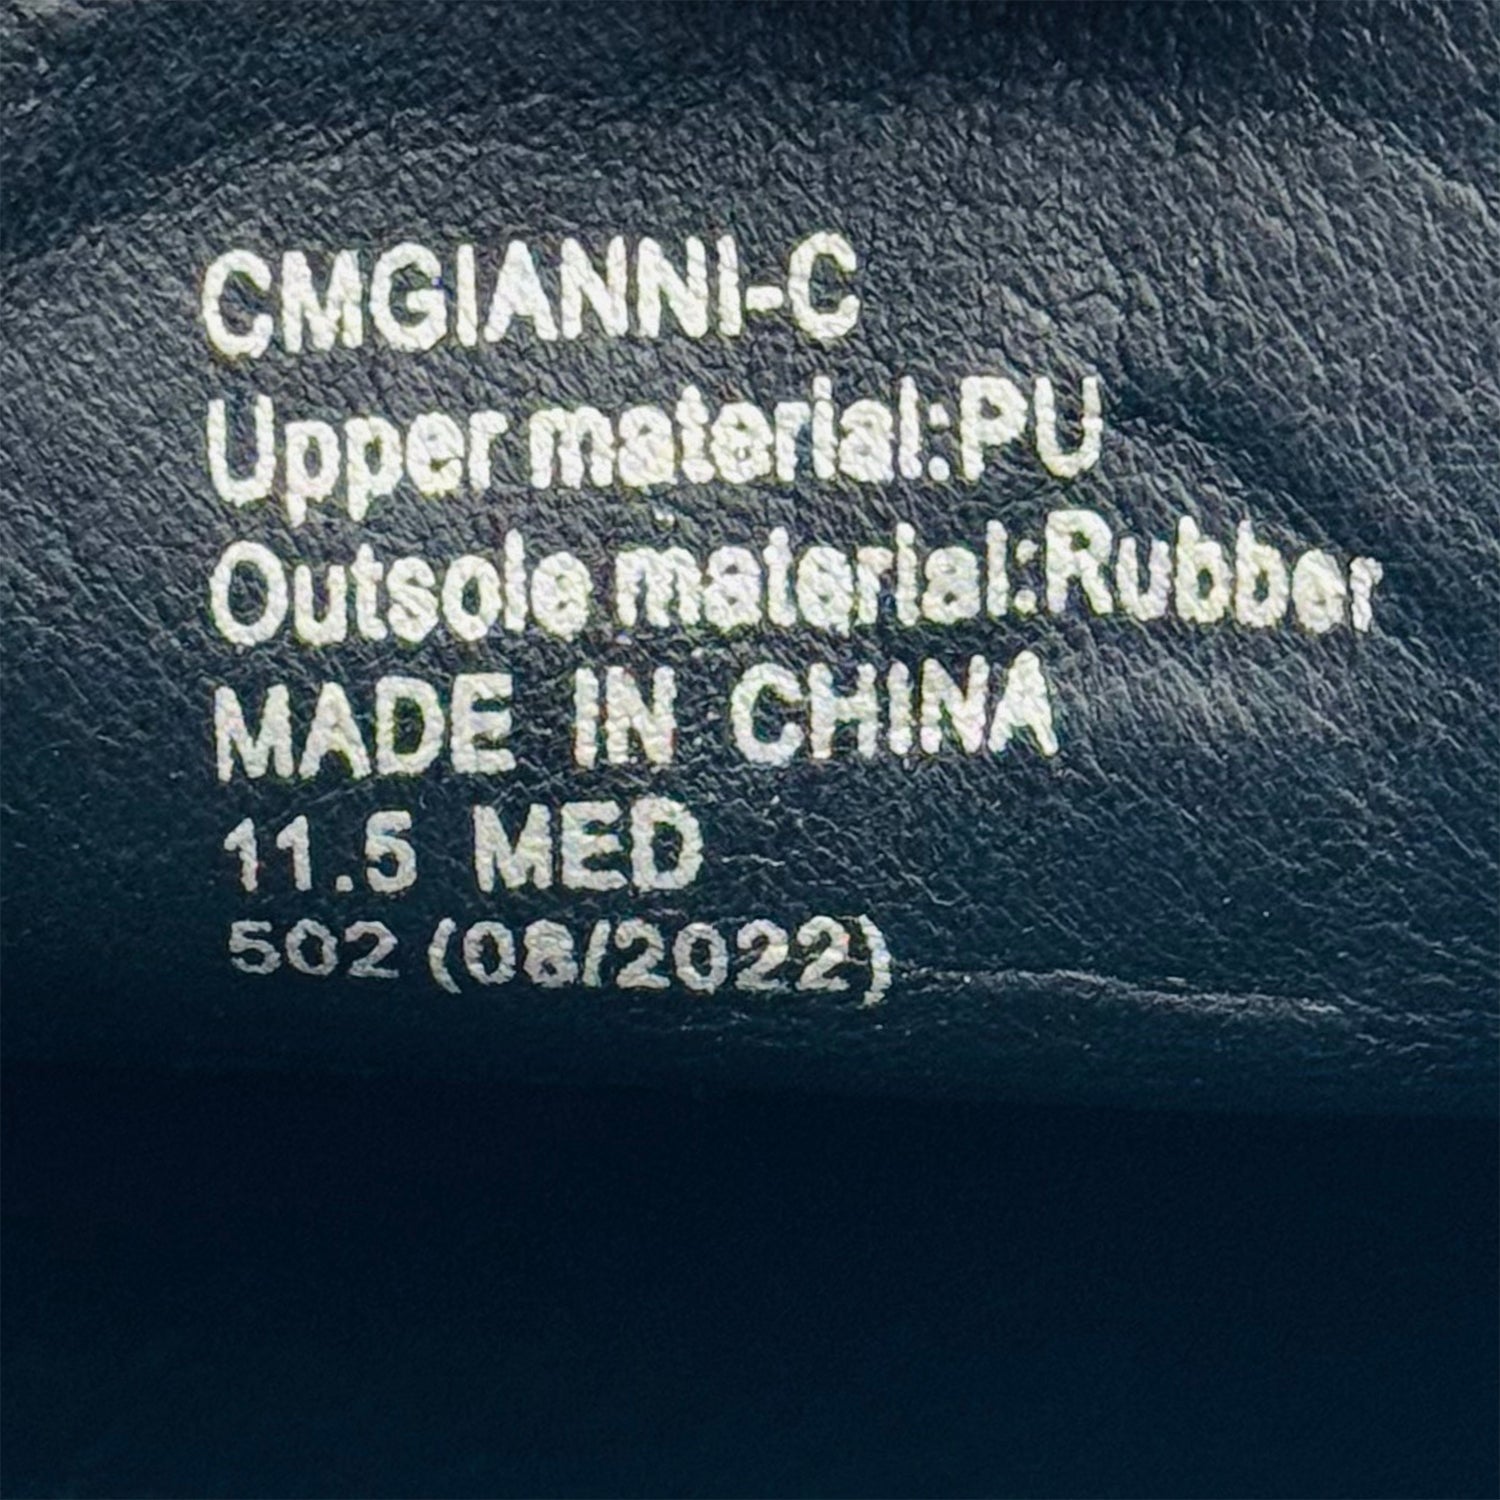 CMGIANNI-C
Upper material:PU
Outsole material:Rubber
MADE IN CHINA
11.5 MED
502 (08/2022)